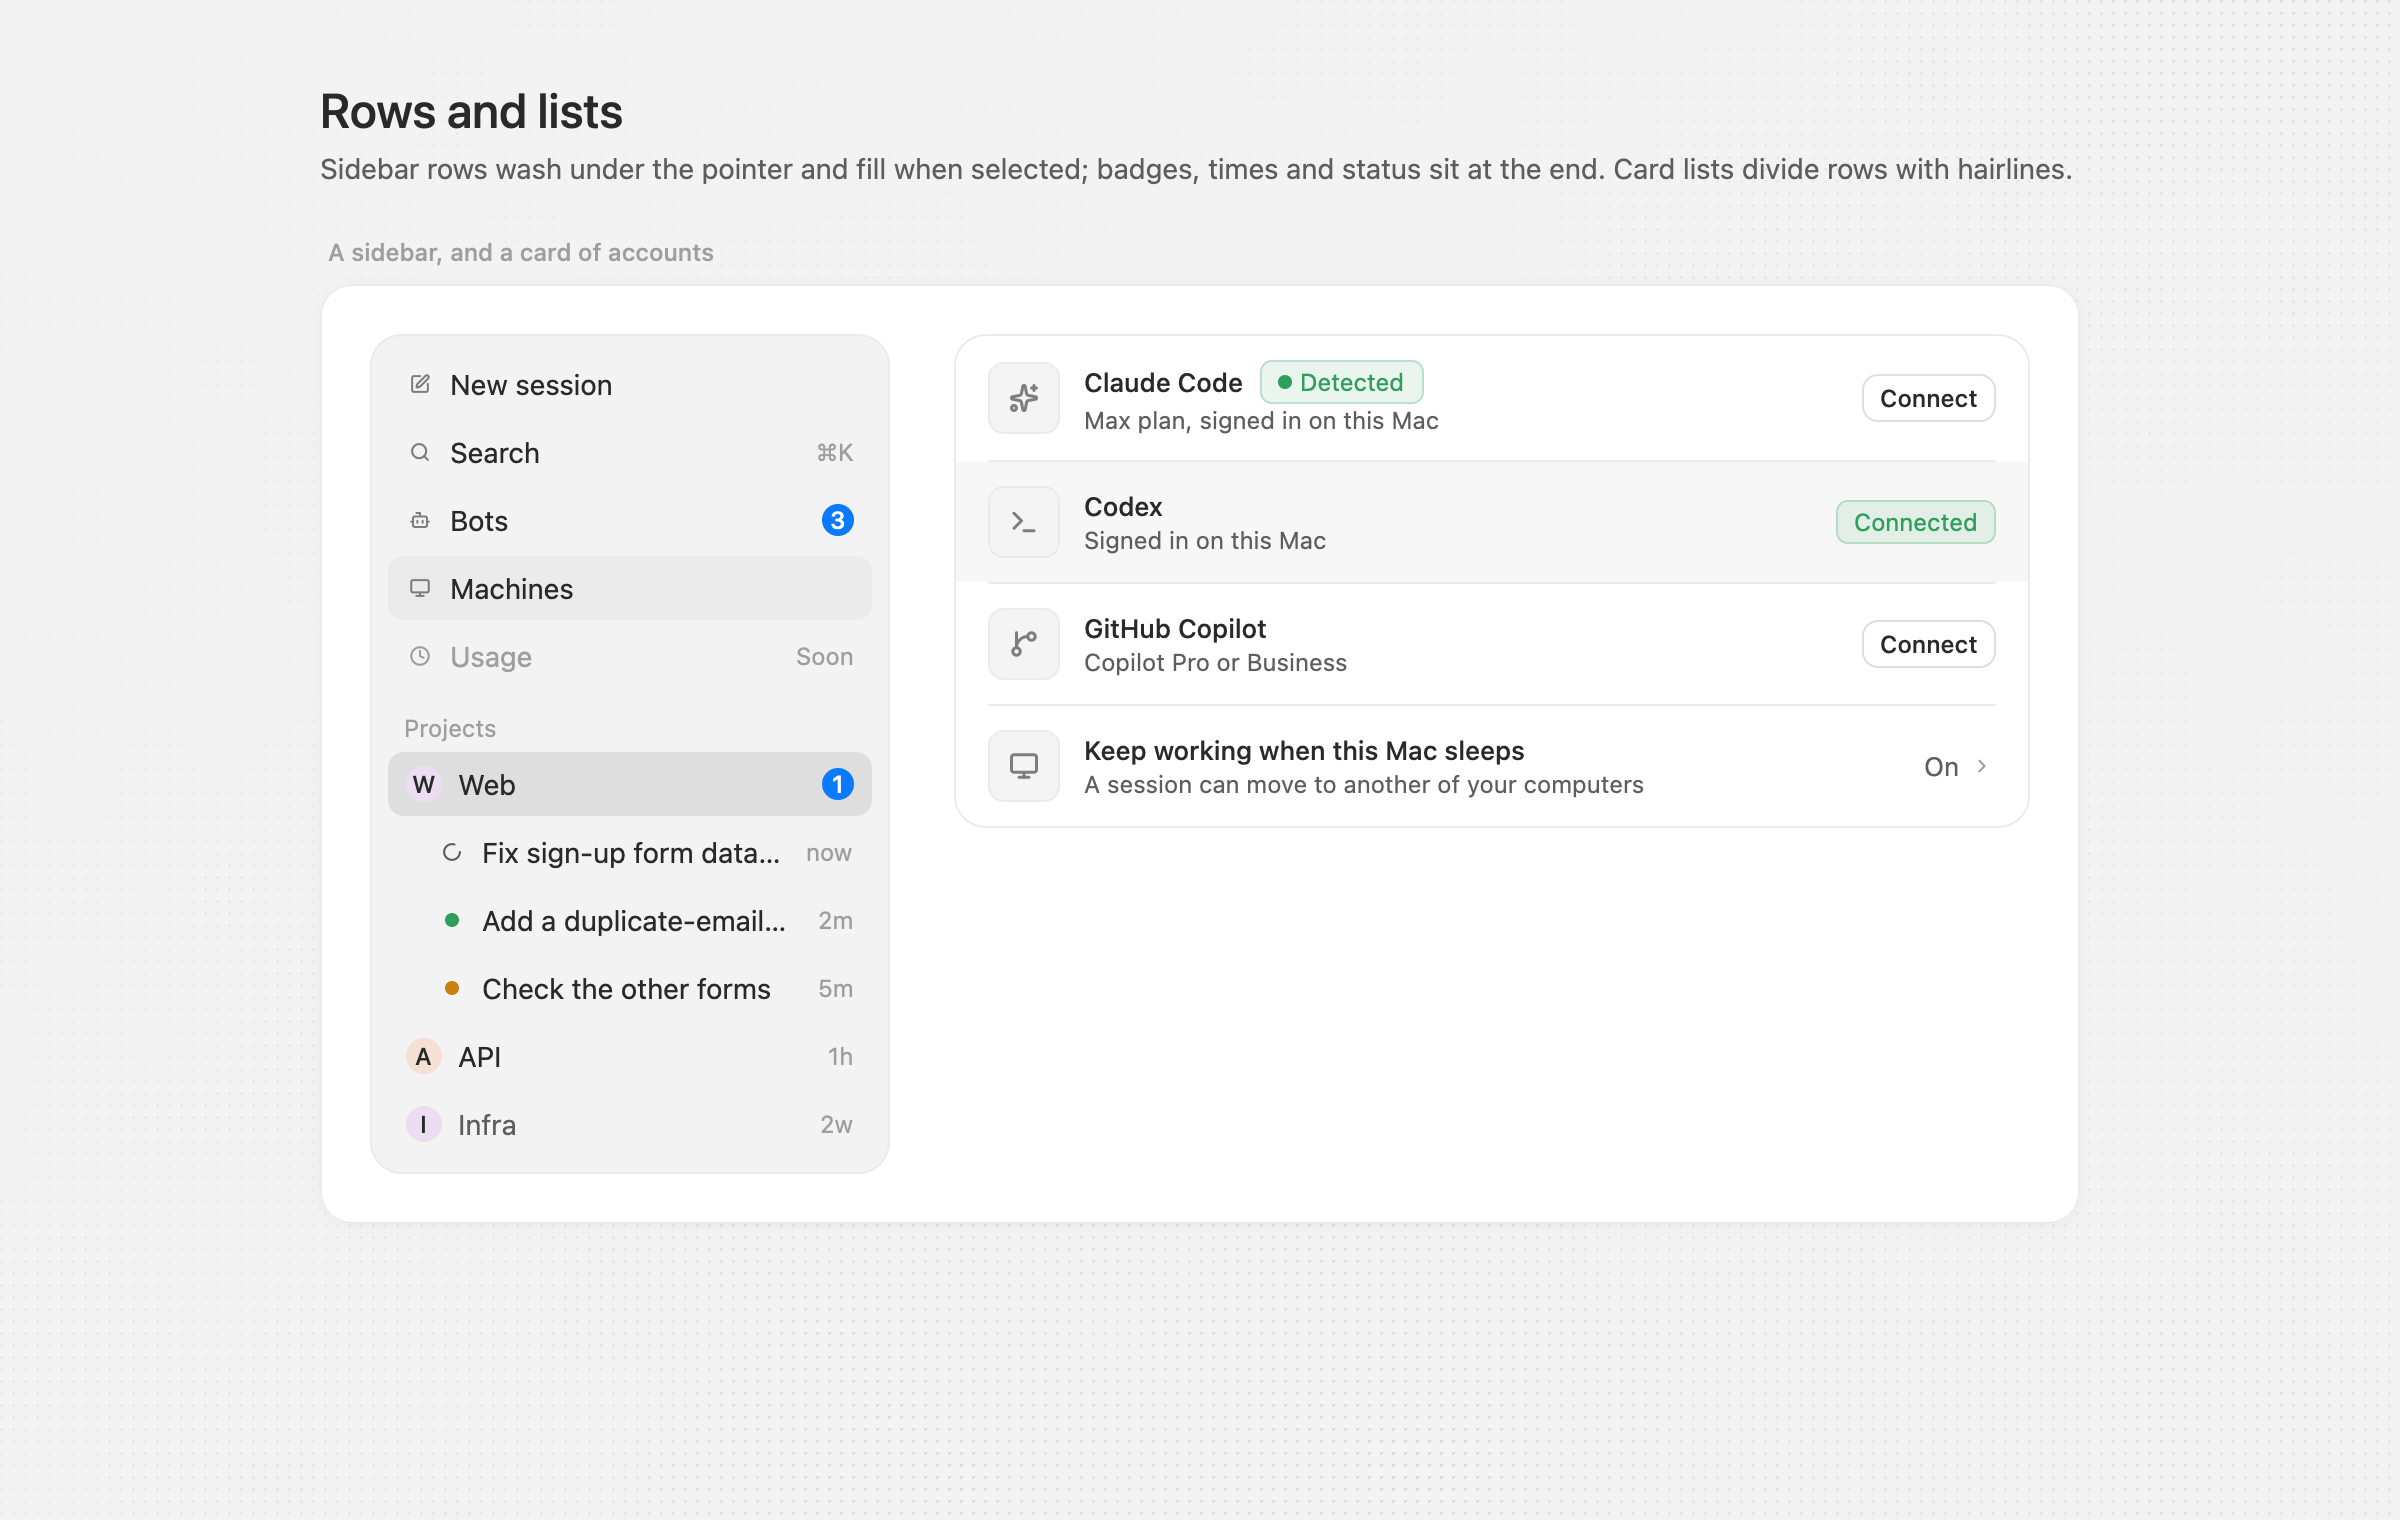 Rows and lists
Sidebar rows wash under the pointer and fill when selected; badges, times and status sit at the end. Card lists divide rows with hairlines.
A sidebar, and a card of accounts
New session
Search ⌘K
Bots 3
Machines
Usage Soon
Projects
W Web 1
Fix sign-up form data... now
Add a duplicate-email... 2m
Check the other forms 5m
A API 1h
I Infra 2w
Claude Code Detected
Max plan, signed in on this Mac
Connect
Codex
Signed in on this Mac
Connected
GitHub Copilot
Copilot Pro or Business
Connect
Keep working when this Mac sleeps
A session can move to another of your computers
On